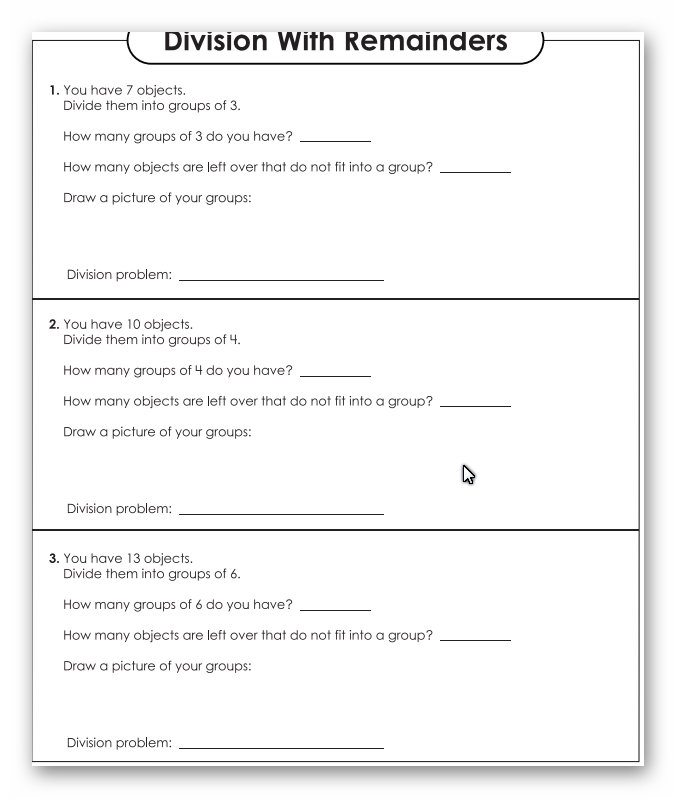 Division With Remainders
1. You have 7 objects.
Divide them into groups of 3.
How many groups of 3 do you have? __________
How many objects are left over that do not fit into a group? __________
Draw a picture of your groups:
Division problem: _____________________________
2. You have 10 objects.
Divide them into groups of 4.
How many groups of 4 do you have? __________
How many objects are left over that do not fit into a group? __________
Draw a picture of your groups:
Division problem: _____________________________
3. You have 13 objects.
Divide them into groups of 6.
How many groups of 6 do you have? __________
How many objects are left over that do not fit into a group? __________
Draw a picture of your groups:
Division problem: _____________________________